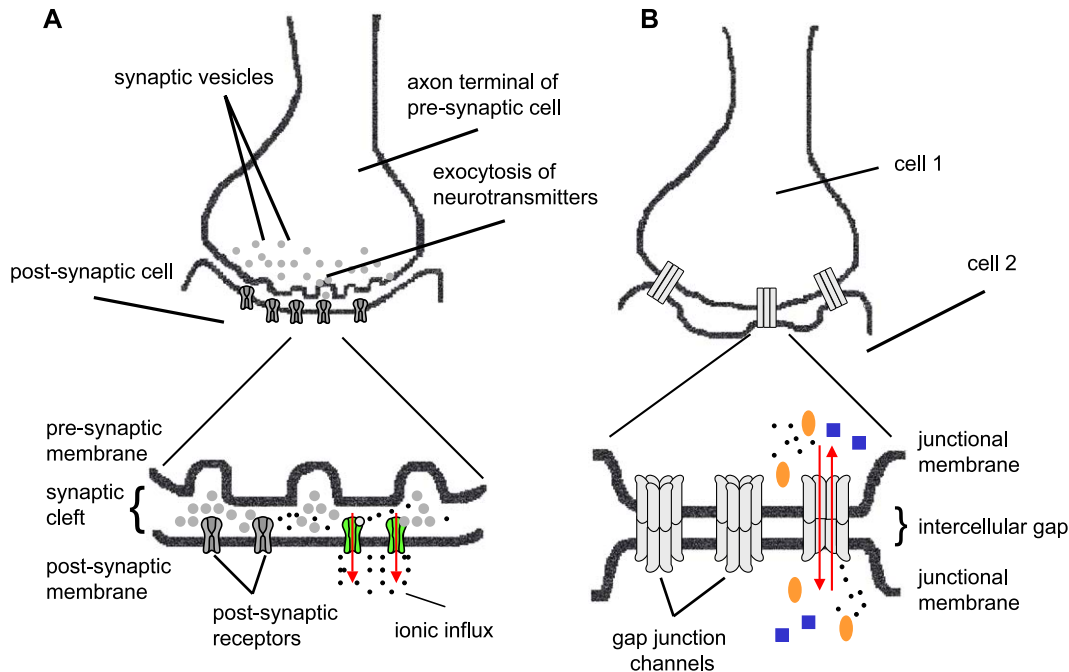 A
synaptic vesicles
axon terminal of
pre-synaptic cell
exocytosis of
neurotransmitters
post-synaptic cell
pre-synaptic
membrane
synaptic
cleft
post-synaptic
membrane
post-synaptic
receptors
ionic influx
B
cell 1
cell 2
junctional
membrane
intercellular gap
junctional
membrane
gap junction
channels